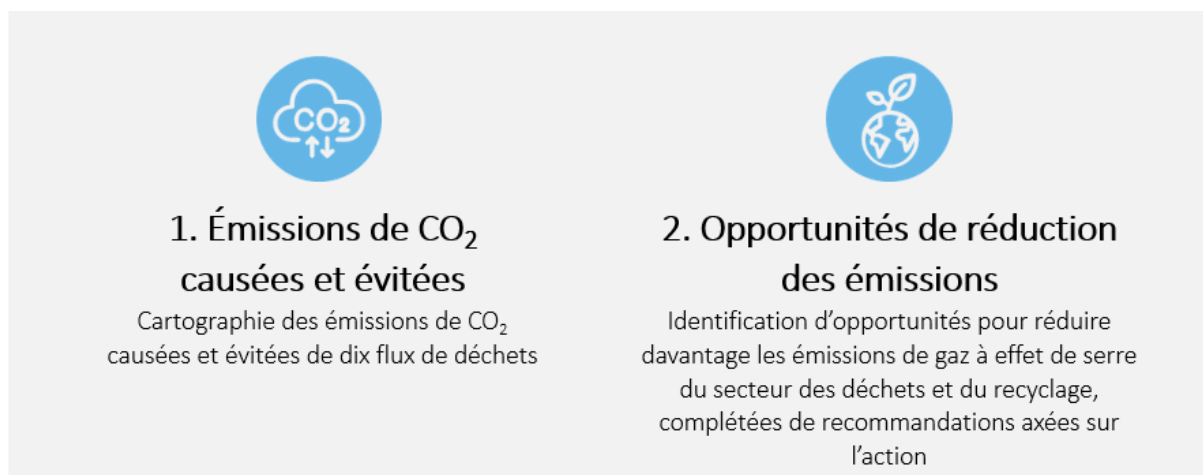 CO₂
1. Émissions de CO₂
causées et évitées
Cartographie des émissions de CO₂
causées et évitées de dix flux de déchets
2. Opportunités de réduction
des émissions
Identification d’opportunités pour réduire
davantage les émissions de gaz à effet de serre
du secteur des déchets et du recyclage,
complétées de recommandations axées sur
l’action